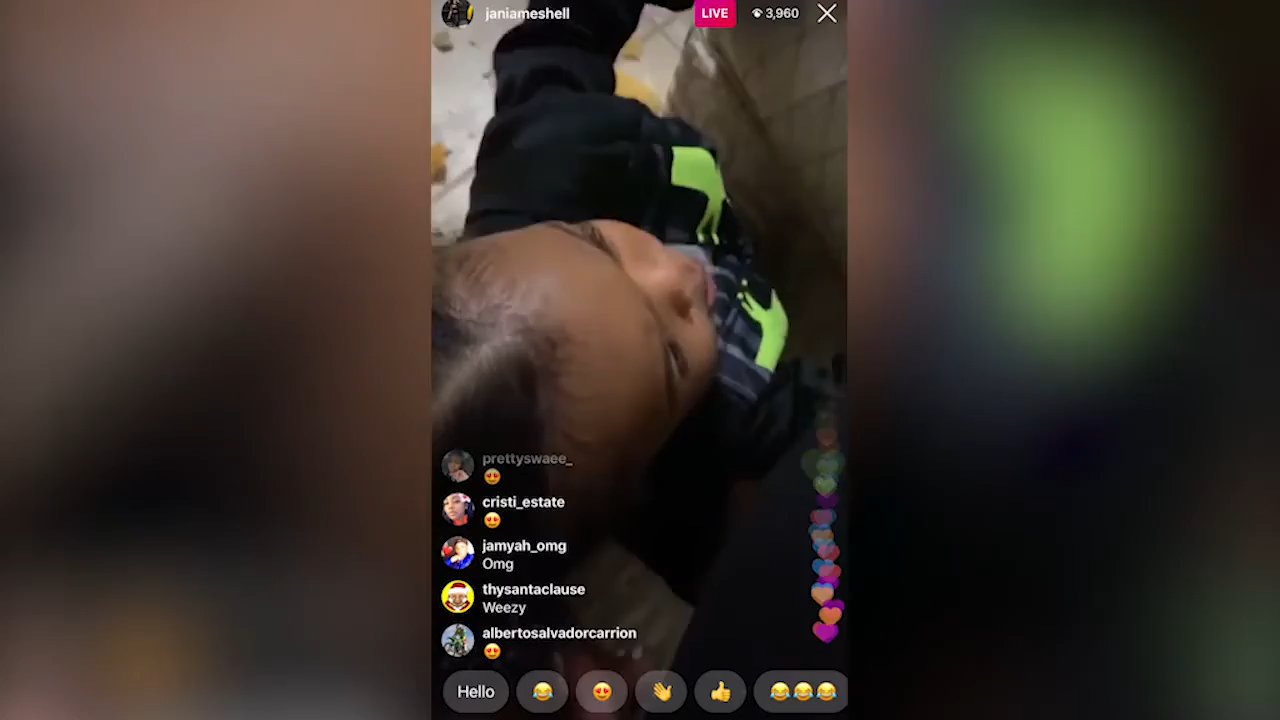 janiameshell
LIVE
3,960
prettyswaee_
😍
cristi_estate
😍
jamyah_omg
Omg
thysantaclause
Weezy
albertosalvadorcarrion
😍
Hello 😂 😍 👋 👍 😂😂😂